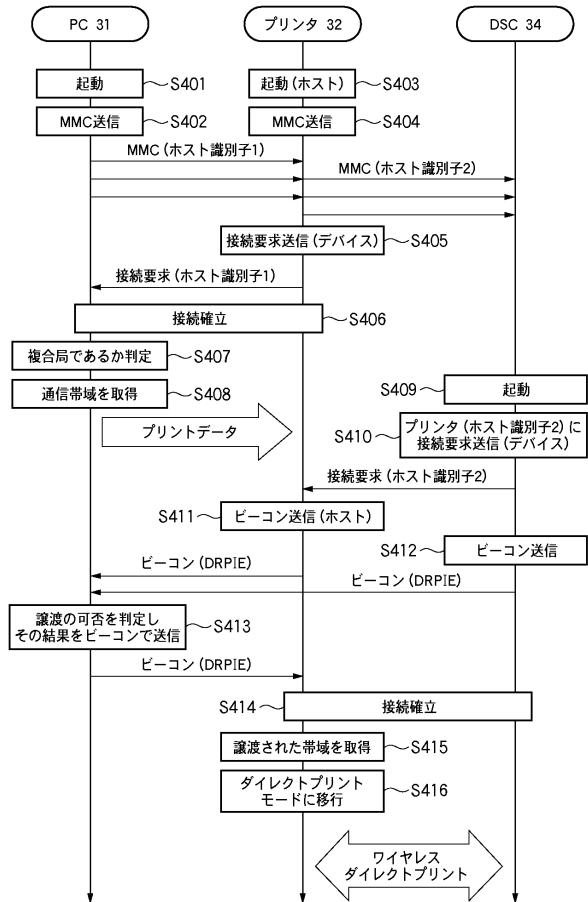 PC 31
プリンタ 32
DSC 34
起動
S401
起動(ホスト)
S403
MMC送信
S402
MMC送信
S404
MMC(ホスト識別子1)
MMC(ホスト識別子2)
接続要求送信(デバイス)
S405
接続要求(ホスト識別子1)
接続確立
S406
複合局であるか判定
S407
通信帯域を取得
S408
S409
起動
プリントデータ
S410
プリンタ(ホスト識別子2)に
接続要求送信(デバイス)
接続要求(ホスト識別子2)
S411
ビーコン送信(ホスト)
S412
ビーコン送信
ビーコン(DRPIE)
ビーコン(DRPIE)
譲渡の可否を判定し
その結果をビーコンで送信
S413
ビーコン(DRPIE)
S414
接続確立
譲渡された帯域を取得
S415
ダイレクトプリント
モードに移行
S416
ワイヤレス
ダイレクトプリント